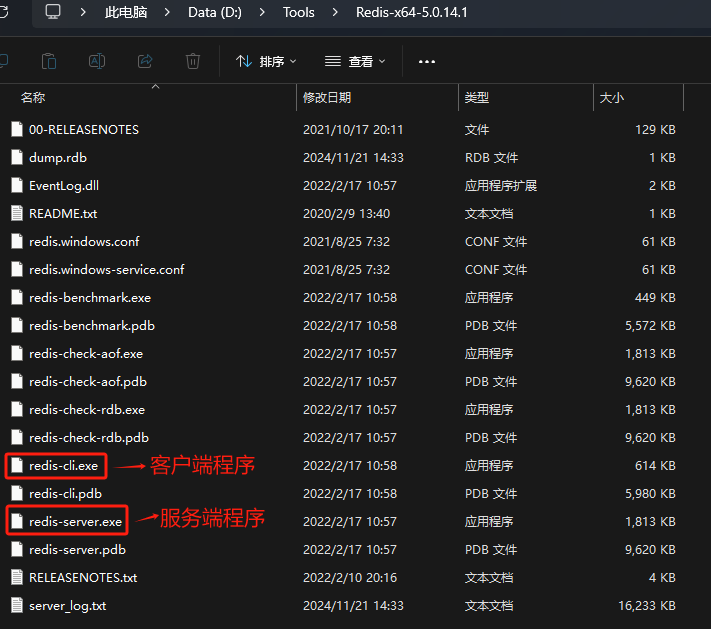 此电脑 > Data (D:) > Tools > Redis-x64-5.0.14.1
排序 查看 •••
名称 修改日期 类型 大小
00-RELEASENOTES 2021/10/17 20:11 文件 129 KB
dump.rdb 2024/11/21 14:33 RDB 文件 1 KB
EventLog.dll 2022/2/17 10:57 应用程序扩展 2 KB
README.txt 2020/2/9 13:40 文本文档 1 KB
redis.windows.conf 2021/8/25 7:32 CONF 文件 61 KB
redis.windows-service.conf 2021/8/25 7:32 CONF 文件 61 KB
redis-benchmark.exe 2022/2/17 10:58 应用程序 449 KB
redis-benchmark.pdb 2022/2/17 10:58 PDB 文件 5,572 KB
redis-check-aof.exe 2022/2/17 10:57 应用程序 1,813 KB
redis-check-aof.pdb 2022/2/17 10:57 PDB 文件 9,620 KB
redis-check-rdb.exe 2022/2/17 10:57 应用程序 1,813 KB
redis-check-rdb.pdb 2022/2/17 10:57 PDB 文件 9,620 KB
redis-cli.exe 客户端程序 2022/2/17 10:58 应用程序 614 KB
redis-cli.pdb 2022/2/17 10:58 PDB 文件 5,980 KB
redis-server.exe 服务端程序 2022/2/17 10:57 应用程序 1,813 KB
redis-server.pdb 2022/2/17 10:57 PDB 文件 9,620 KB
RELEASENOTES.txt 2022/2/10 20:16 文本文档 4 KB
server_log.txt 2024/11/21 14:33 文本文档 16,233 KB